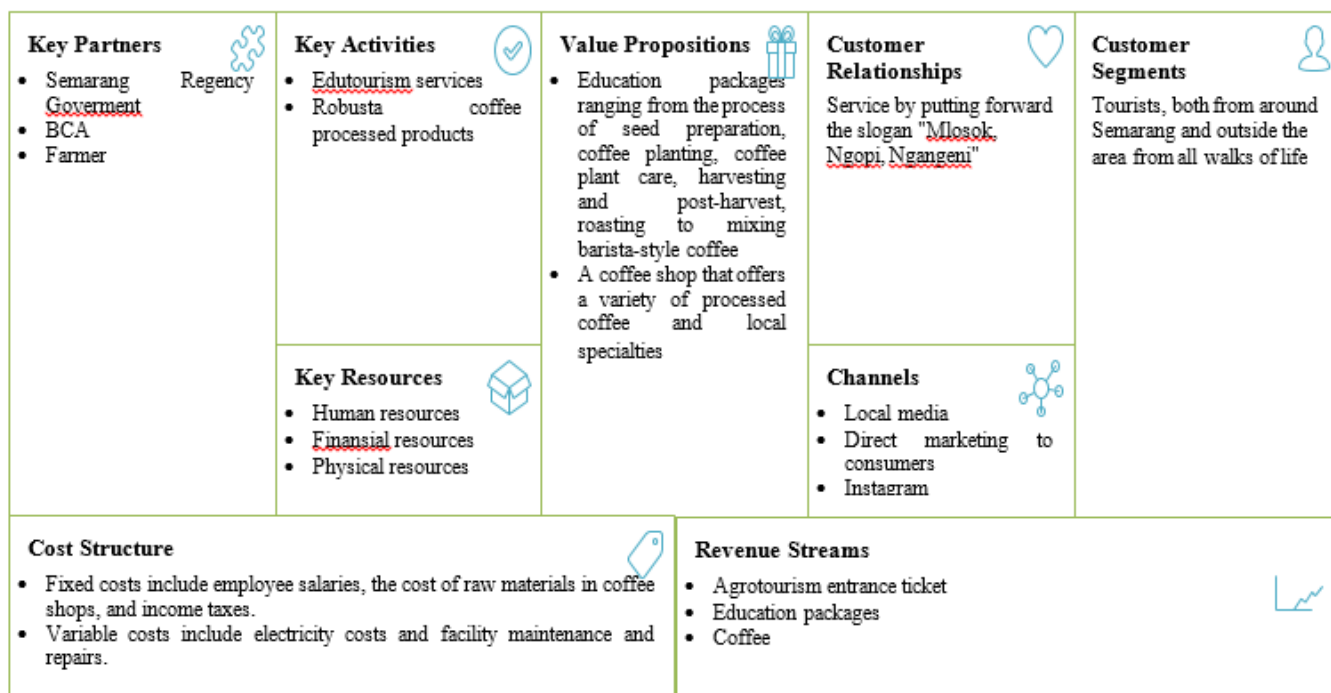 Key Partners
• Semarang Regency
Goverment
• BCA
• Farmer
Key Activities
• Edutourism services
• Robusta coffee
processed products
Key Resources
• Human resources
• Finansial resources
• Physical resources
Value Propositions
• Education packages
ranging from the process
of seed preparation,
coffee planting, coffee
plant care, harvesting
and post-harvest,
roasting to mixing
barista-style coffee
• A coffee shop that offers
a variety of processed
coffee and local
specialties
Customer
Relationships
Service by putting forward
the slogan "Mlosok,
Ngopi, Ngangeni"
Channels
• Local media
• Direct marketing to
consumers
• Instagram
Customer
Segments
Tourists, both from around
Semarang and outside the
area from all walks of life
Cost Structure
• Fixed costs include employee salaries, the cost of raw materials in coffee
shops, and income taxes.
• Variable costs include electricity costs and facility maintenance and
repairs.
Revenue Streams
• Agrotourism entrance ticket
• Education packages
• Coffee